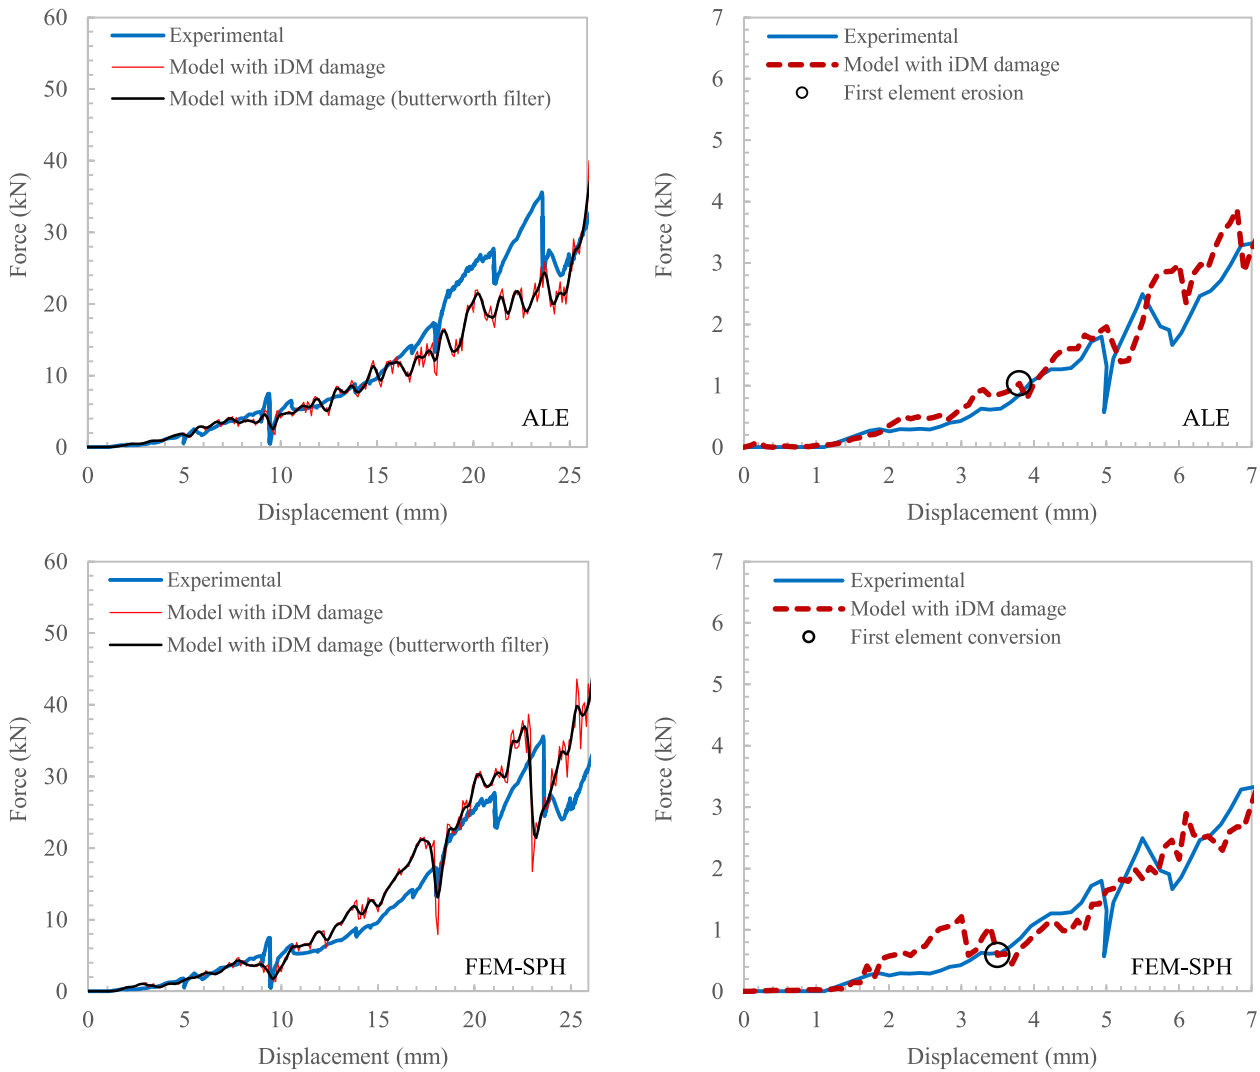 60
50
40
30
20
10
0
Force (kN)
Experimental
Model with iDM damage
Model with iDM damage (butterworth filter)
ALE
0 5 10 15 20 25
Displacement (mm)
7
6
5
4
3
2
1
0
Force (kN)
Experimental
Model with iDM damage
First element erosion
ALE
0 1 2 3 4 5 6 7
Displacement (mm)
60
50
40
30
20
10
0
Force (kN)
Experimental
Model with iDM damage
Model with iDM damage (butterworth filter)
FEM-SPH
0 5 10 15 20 25
Displacement (mm)
7
6
5
4
3
2
1
0
Force (kN)
Experimental
Model with iDM damage
First element conversion
FEM-SPH
0 1 2 3 4 5 6 7
Displacement (mm)